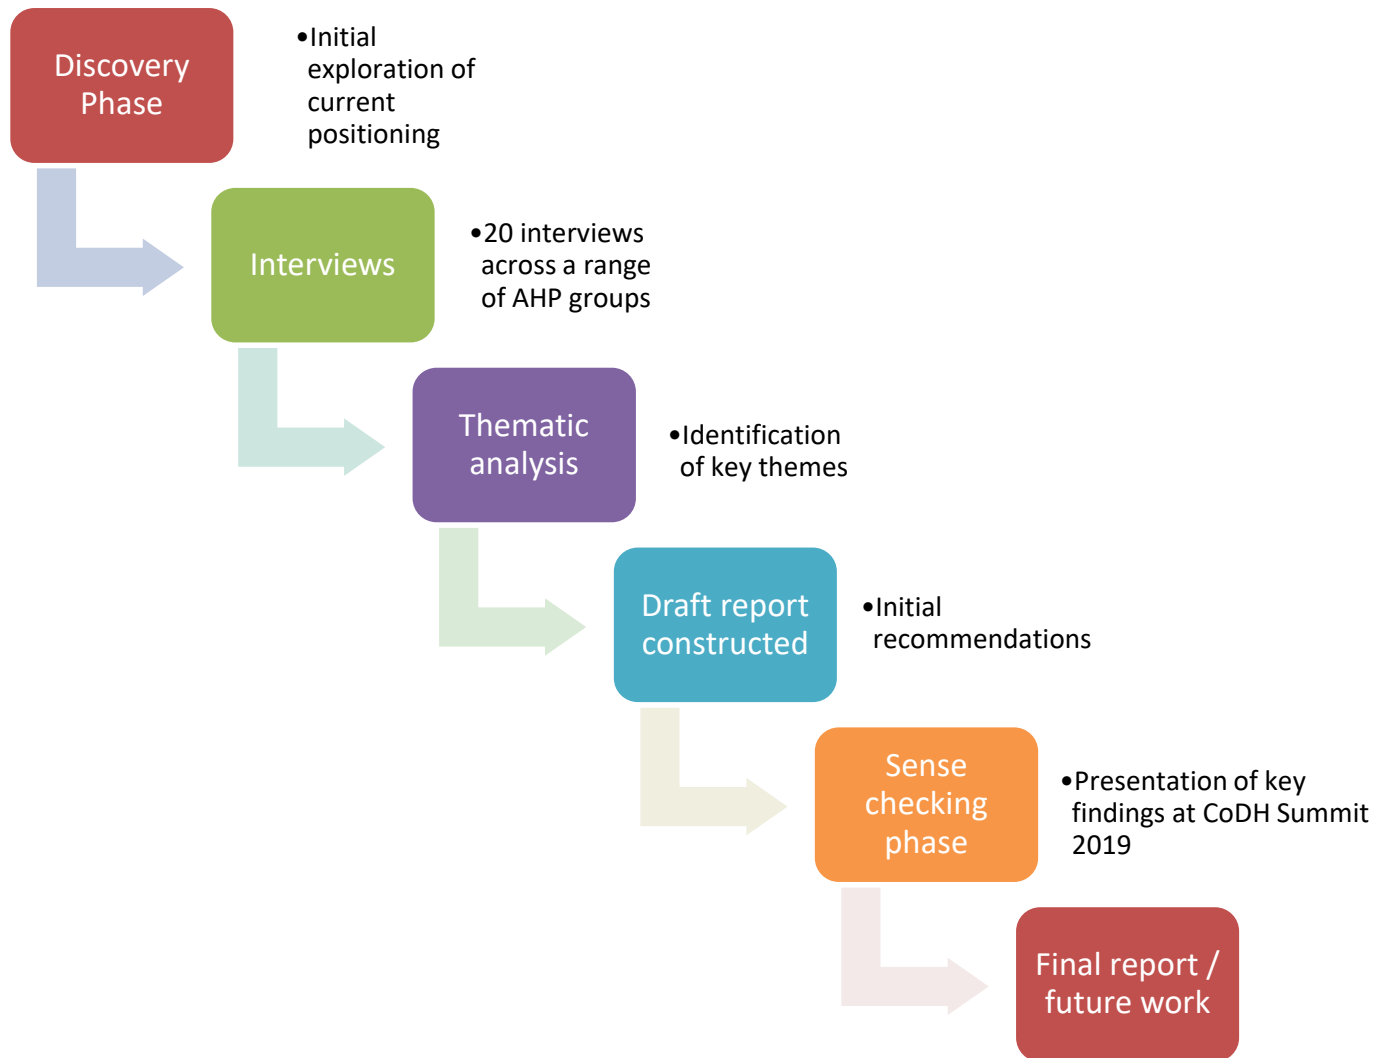 Discovery
Phase
•Initial
exploration of
current
positioning
Interviews
•20 interviews
across a range
of AHP groups
Thematic
analysis
•Identification
of key themes
Draft report
constructed
•Initial
recommendations
Sense
checking
phase
•Presentation of key
findings at CoDH Summit
2019
Final report /
future work